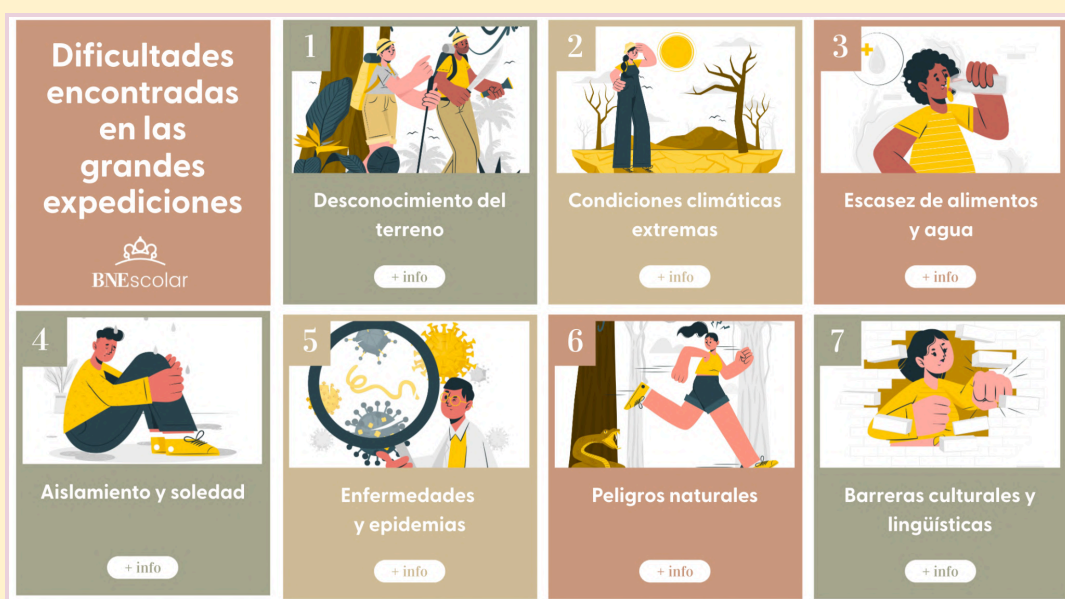 Dificultades
encontradas
en las
grandes
expediciones
BNEscolar
1
Desconocimiento del
terreno
+ info
2
Condiciones climáticas
extremas
+ info
3
Escasez de alimentos
y agua
+ info
4
Aislamiento y soledad
+ info
5
Enfermedades
y epidemias
+ info
6
Peligros naturales
+ info
7
Barreras culturales y
lingüísticas
+ info